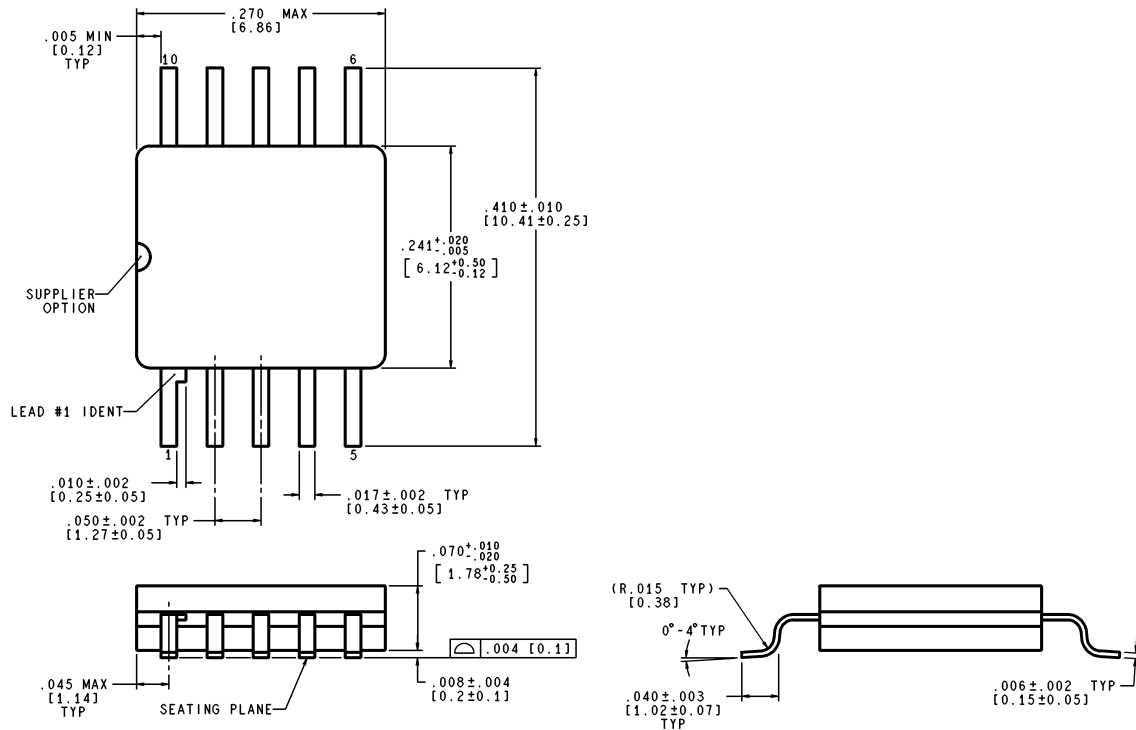 .270 MAX
[6.86]
.005 MIN
[0.12]
TYP
10
6
.410±.010
[10.41±0.25]
.241+.020
-.005
[6.12+0.50
-0.12]
SUPPLIER
OPTION
LEAD #1 IDENT
1
5
.010±.002
[0.25±0.05]
.017±.002 TYP
[0.43±0.05]
.050±.002 TYP
[1.27±0.05]
.070+.010
-.020
[1.78+0.25
-0.50]
(R.015 TYP)
[0.38]
0°-4° TYP
.004 [0.1]
.045 MAX
[1.14]
TYP
SEATING PLANE
.008±.004
[0.2±0.1]
.040±.003
[1.02±0.07]
TYP
.006±.002 TYP
[0.15±0.05]